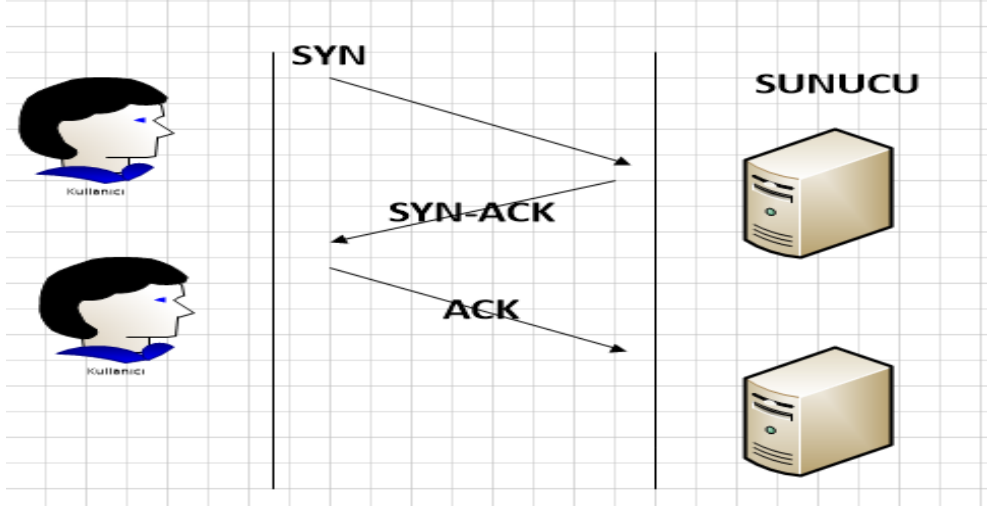 SYN
SUNUCU
Kullanıcı
SYN-ACK
ACK
Kullanıcı